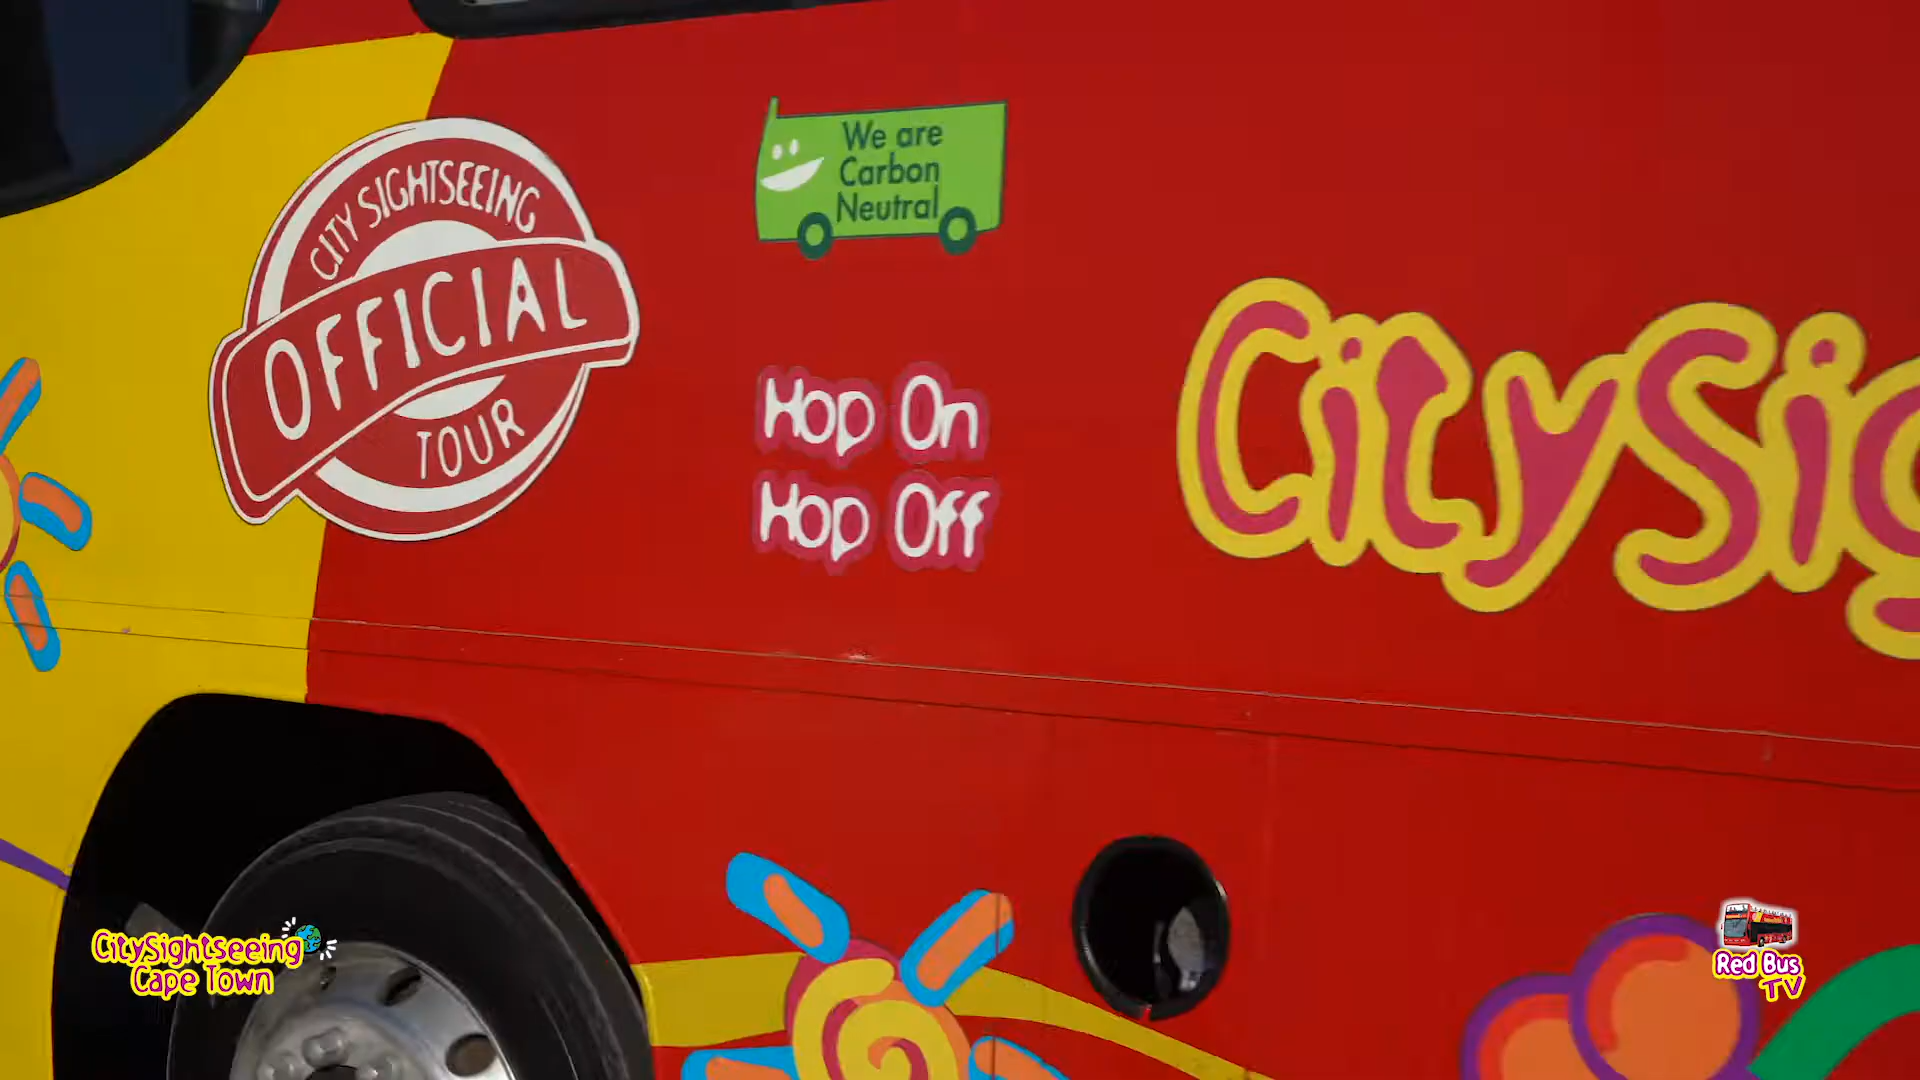 CITY SIGHTSEEING
OFFICIAL
TOUR
We are
Carbon
Neutral
Hop On
Hop Off
CitySig
CitySightseeing
Cape Town
Red Bus
TV